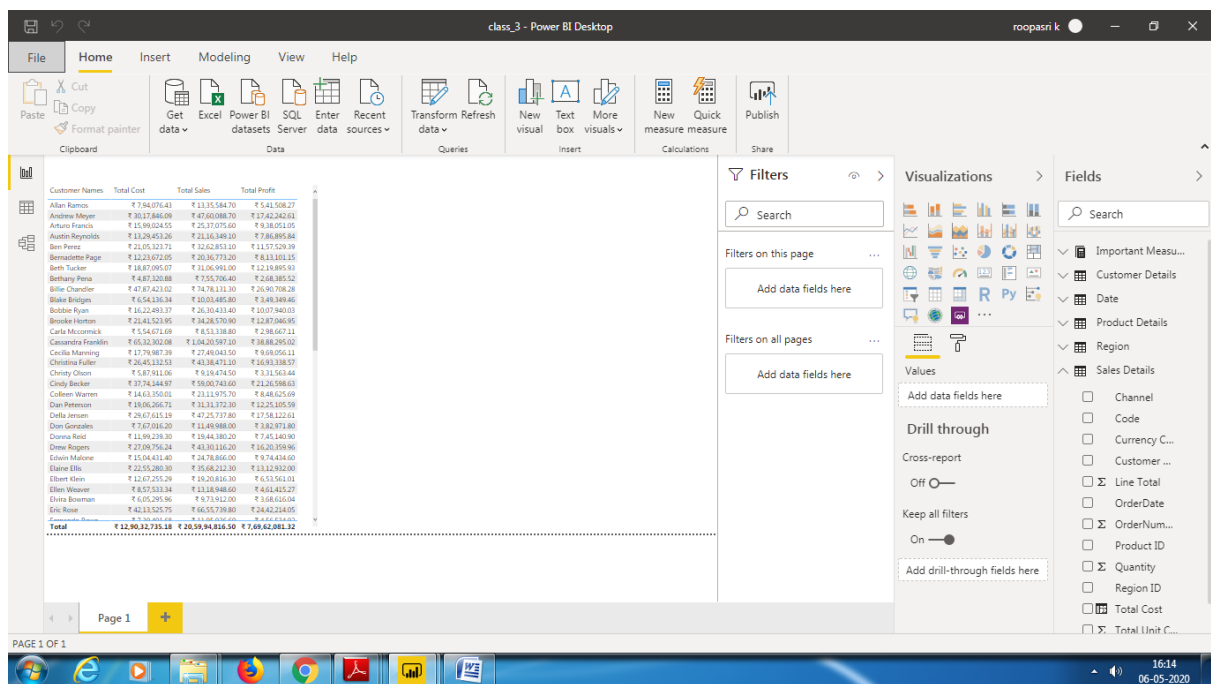 class_3 - Power BI Desktop
roopasri k
File Home Insert Modeling View Help
Paste
Cut
Copy
Format painter
Clipboard
Get data
Excel
Power BI datasets
SQL Server
Enter data
Recent sources
Data
Transform data
Refresh
Queries
New visual
Text box
More visuals
Insert
New measure
Quick measure
Calculations
Publish
Share
Customer Names Total Cost Total Sales Total Profit
Allan Ramos ₹ 7,94,076.43 ₹ 13,35,584.70 ₹ 5,41,508.27
Andrew Meyer ₹ 30,17,846.09 ₹ 47,60,088.70 ₹ 17,42,242.61
Arturo Francis ₹ 15,99,024.55 ₹ 25,37,075.60 ₹ 9,38,051.05
Austin Reynolds ₹ 13,29,453.26 ₹ 21,16,349.10 ₹ 7,86,895.84
Ben Perez ₹ 21,05,323.71 ₹ 32,62,853.10 ₹ 11,57,529.39
Bernadette Page ₹ 12,23,672.05 ₹ 20,36,773.20 ₹ 8,13,101.15
Beth Tucker ₹ 18,87,095.07 ₹ 31,06,991.00 ₹ 12,19,895.93
Bethany Pena ₹ 4,87,320.88 ₹ 7,55,706.40 ₹ 2,68,385.52
Billie Chandler ₹ 47,87,423.02 ₹ 74,78,131.30 ₹ 26,90,708.28
Blake Bridges ₹ 6,54,136.34 ₹ 10,03,485.80 ₹ 3,49,349.46
Bobbie Ryan ₹ 16,22,493.37 ₹ 26,30,433.40 ₹ 10,07,940.03
Brooke Horton ₹ 21,41,523.95 ₹ 34,28,570.90 ₹ 12,87,046.95
Carla Mccormick ₹ 5,54,671.69 ₹ 8,53,338.80 ₹ 2,98,667.11
Cassandra Franklin ₹ 65,32,302.08 ₹ 1,04,20,597.10 ₹ 38,88,295.02
Cecilia Manning ₹ 17,79,987.39 ₹ 27,49,043.50 ₹ 9,69,056.11
Christina Fuller ₹ 26,45,132.53 ₹ 43,38,471.10 ₹ 16,93,338.57
Christy Olson ₹ 5,87,911.06 ₹ 9,19,474.50 ₹ 3,31,563.44
Cindy Becker ₹ 37,74,144.97 ₹ 59,00,743.60 ₹ 21,26,598.63
Colleen Warren ₹ 14,63,350.01 ₹ 23,11,975.70 ₹ 8,48,625.69
Dan Peterson ₹ 19,06,266.71 ₹ 31,31,372.30 ₹ 12,25,105.59
Della Jensen ₹ 29,67,615.19 ₹ 47,25,737.80 ₹ 17,58,122.61
Don Gonzales ₹ 7,67,016.20 ₹ 11,49,988.00 ₹ 3,82,971.80
Donna Reid ₹ 11,99,239.30 ₹ 19,44,380.20 ₹ 7,45,140.90
Drew Rogers ₹ 27,09,756.24 ₹ 43,30,116.20 ₹ 16,20,359.96
Edwin Malone ₹ 15,04,431.40 ₹ 24,78,866.00 ₹ 9,74,434.60
Elaine Ellis ₹ 22,55,280.30 ₹ 35,68,212.30 ₹ 13,12,932.00
Elbert Klein ₹ 12,67,255.29 ₹ 19,20,816.30 ₹ 6,53,561.01
Ellen Weaver ₹ 8,57,533.34 ₹ 13,18,948.60 ₹ 4,61,415.27
Elvira Bowman ₹ 6,05,295.96 ₹ 9,73,912.00 ₹ 3,68,616.04
Eric Rose ₹ 42,13,525.75 ₹ 66,55,739.80 ₹ 24,42,214.05
Total ₹ 12,90,32,735.18 ₹ 20,59,94,816.50 ₹ 7,69,62,081.32
Filters
Search
Filters on this page ...
Add data fields here
Filters on all pages ...
Add data fields here
Visualizations
R Py
Values
Add data fields here
Drill through
Cross-report
Off
Keep all filters
On
Add drill-through fields here
Fields
Search
Important Measu...
Customer Details
Date
Product Details
Region
Sales Details
Channel
Code
Currency C...
Customer ...
Σ Line Total
OrderDate
Σ OrderNum...
Product ID
Σ Quantity
Region ID
Total Cost
Σ Total Unit C...
Page 1
PAGE 1 OF 1
16:14
06-05-2020